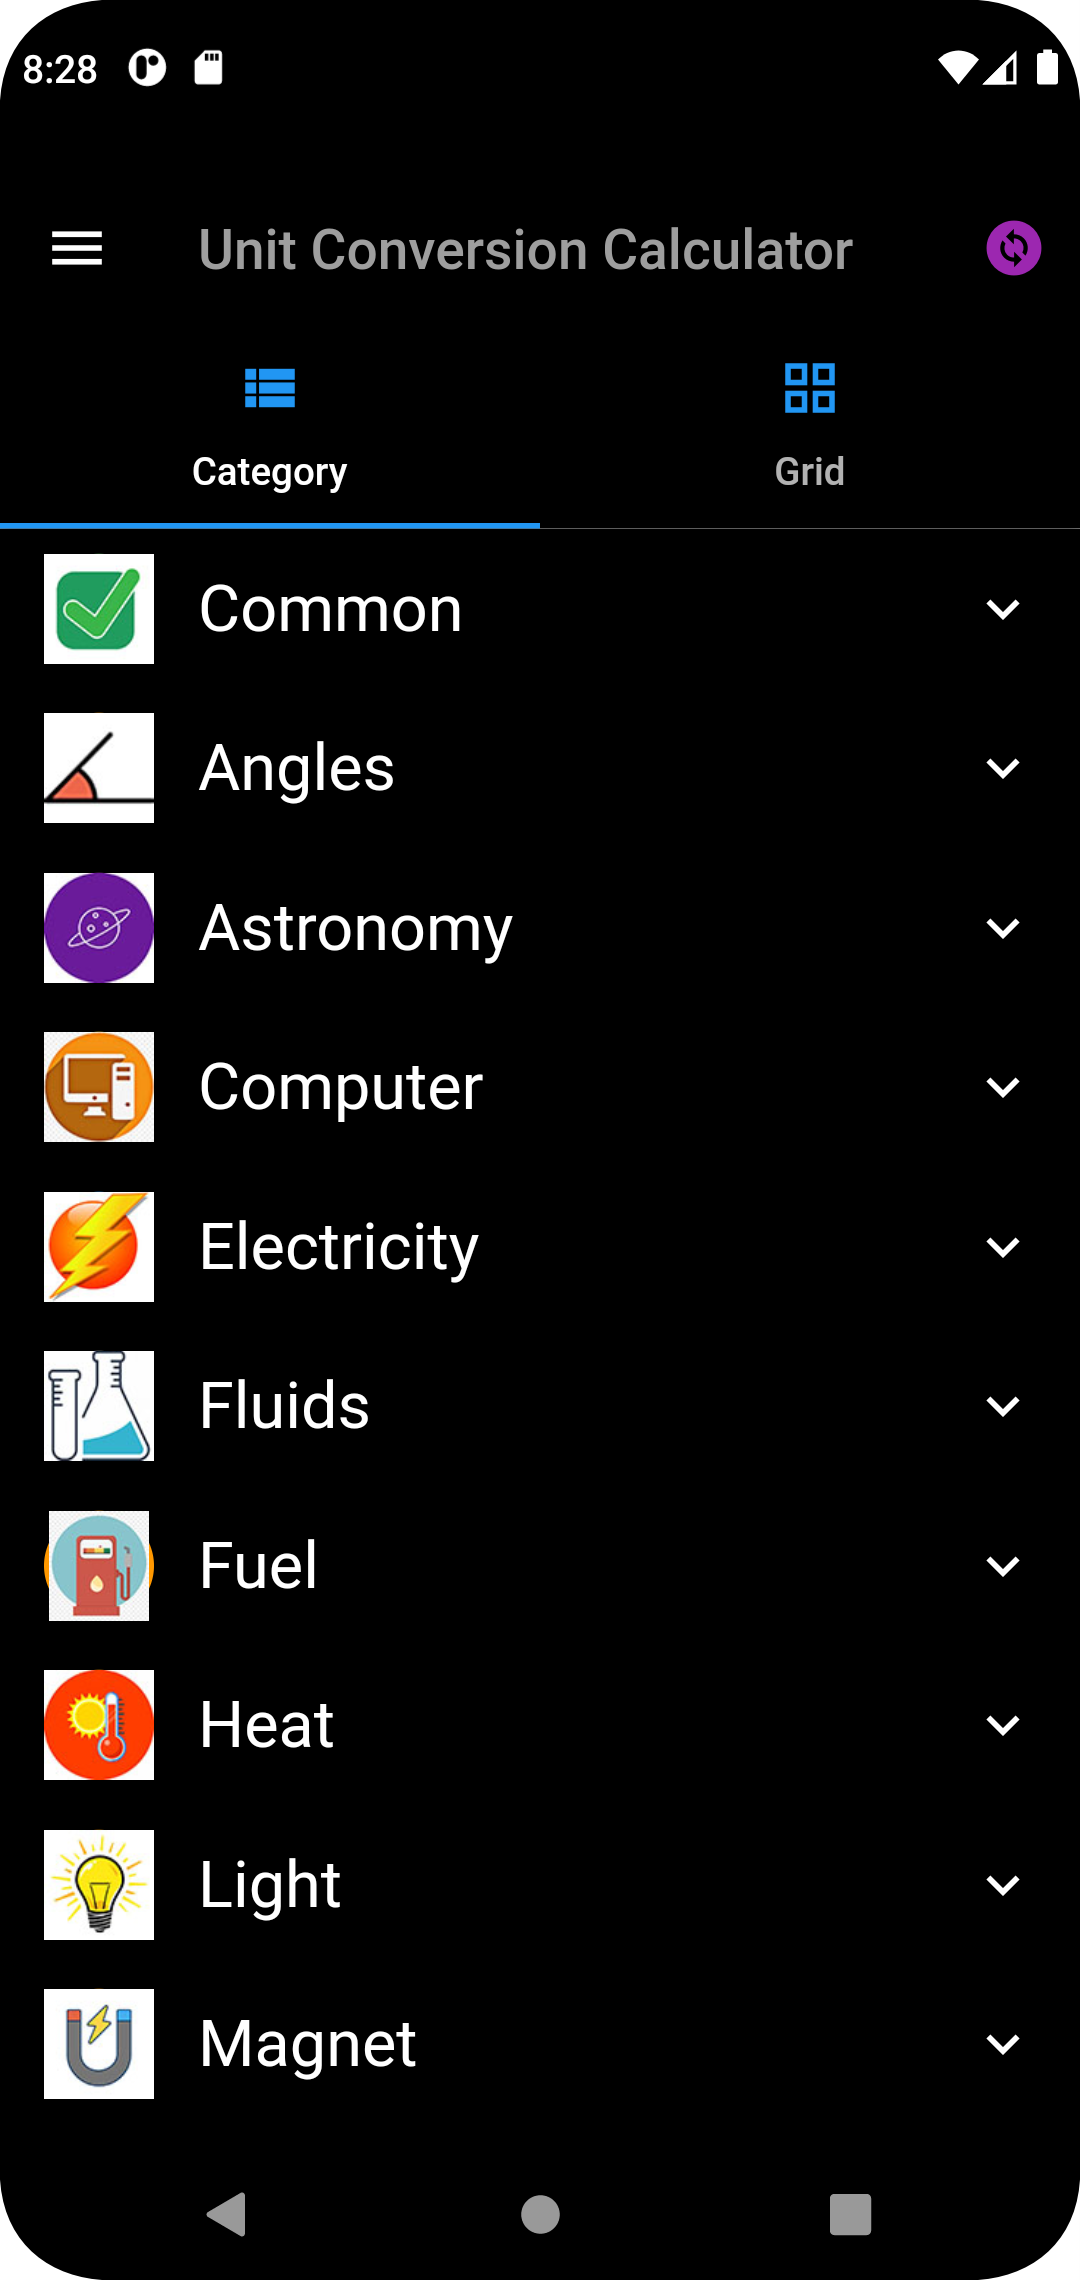 8:28
Unit Conversion Calculator
Category
Grid
Common
Angles
Astronomy
Computer
Electricity
Fluids
Fuel
Heat
Light
Magnet